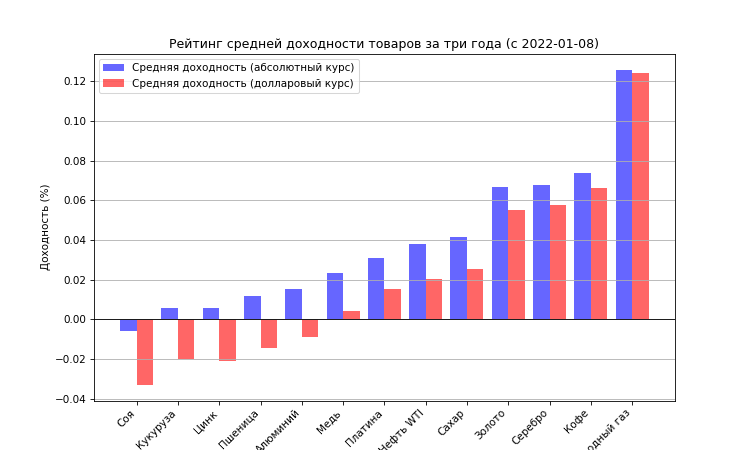 Рейтинг средней доходности товаров за три года (с 2022-01-08)
Средняя доходность (абсолютный курс)
Средняя доходность (долларовый курс)
Доходность (%)
0.12
0.10
0.08
0.06
0.04
0.02
0.00
−0.02
−0.04
Соя
Кукуруза
Цинк
Пшеница
Алюминий
Медь
Платина
Нефть WTI
Сахар
Золото
Серебро
Кофе
одный газ